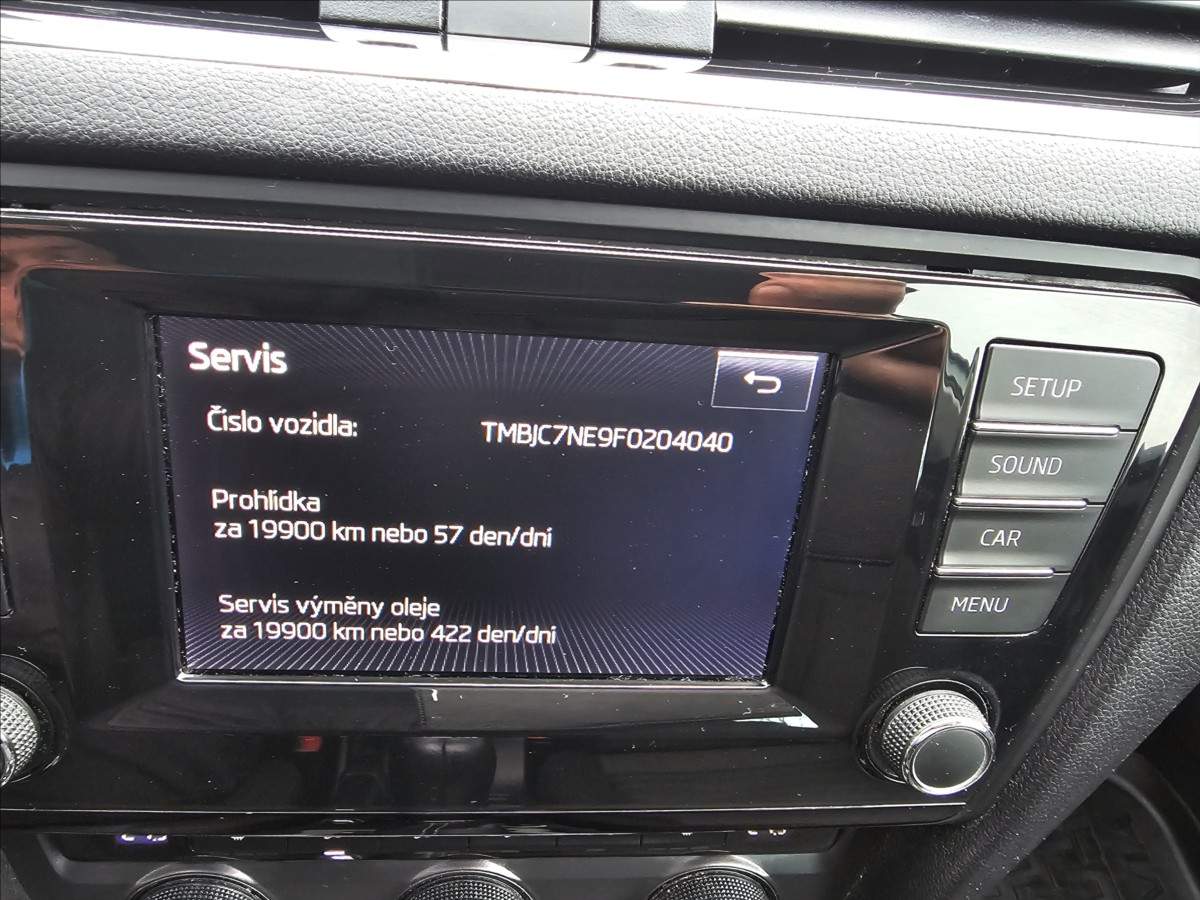 Servis
Číslo vozidla: TMBJC7NE9F0204040
Prohlídka
za 19900 km nebo 57 den/dní
Servis výměny oleje
za 19900 km nebo 422 den/dní
SETUP
SOUND
CAR
MENU